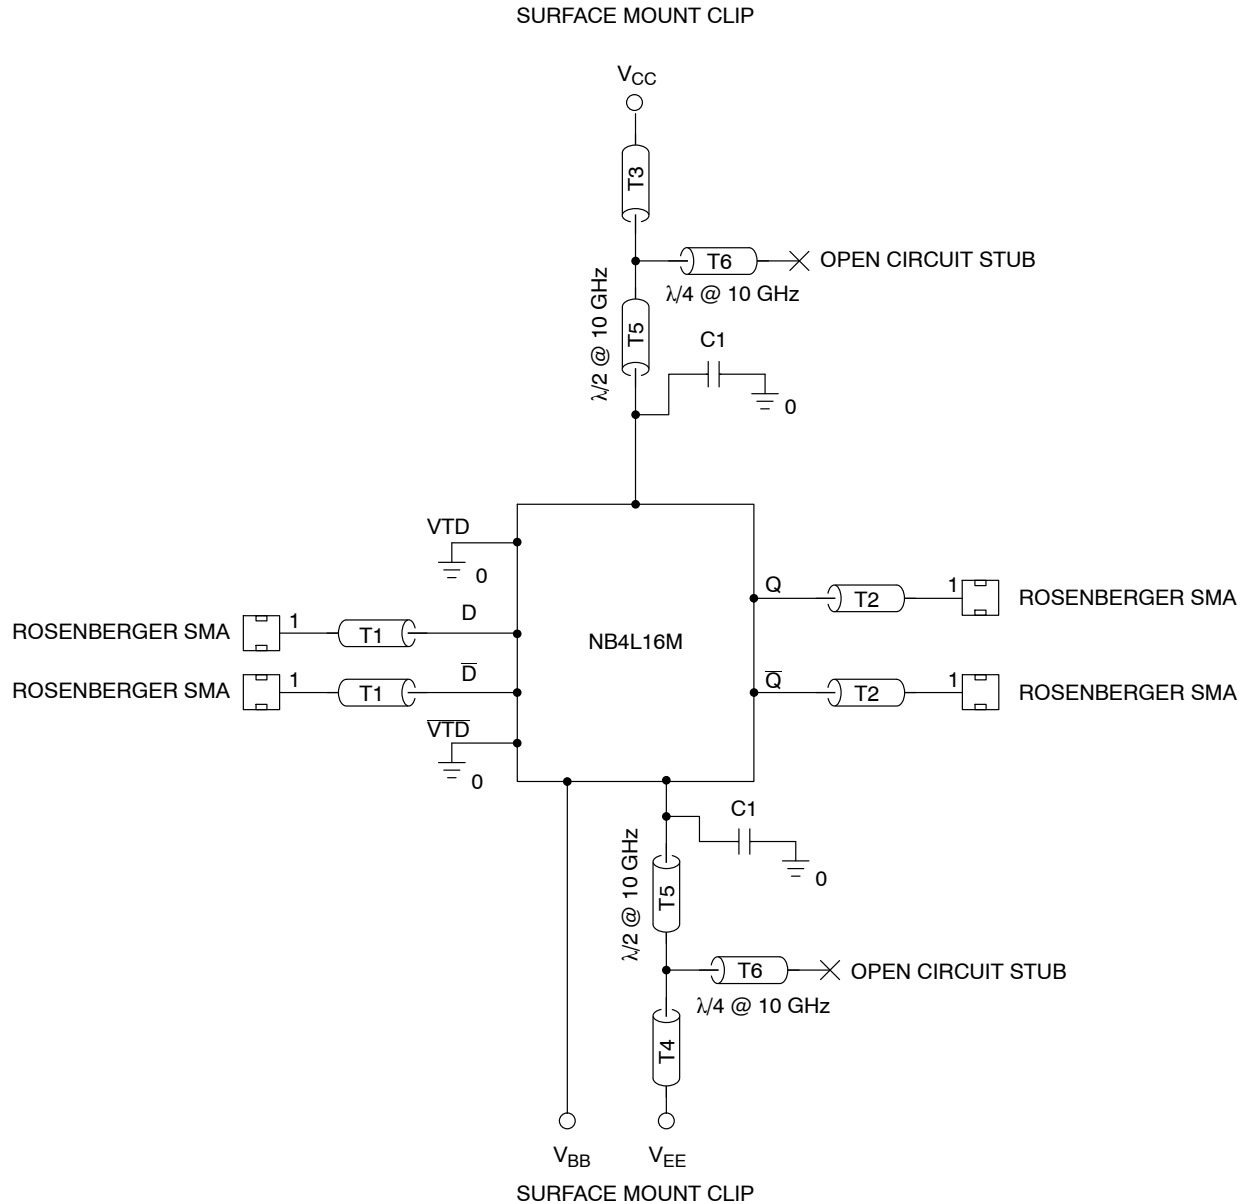 SURFACE MOUNT CLIP
VCC
T3
T6
OPEN CIRCUIT STUB
λ/4 @ 10 GHz
λ/2 @ 10 GHz
T5
C1
0
VTD
0
D
ROSENBERGER SMA
1
T1
D̅
ROSENBERGER SMA
1
T1
V̅T̅D̅
0
NB4L16M
Q
T2
1
ROSENBERGER SMA
Q̅
T2
1
ROSENBERGER SMA
C1
0
λ/2 @ 10 GHz
T5
T6
OPEN CIRCUIT STUB
λ/4 @ 10 GHz
T4
VBB
VEE
SURFACE MOUNT CLIP